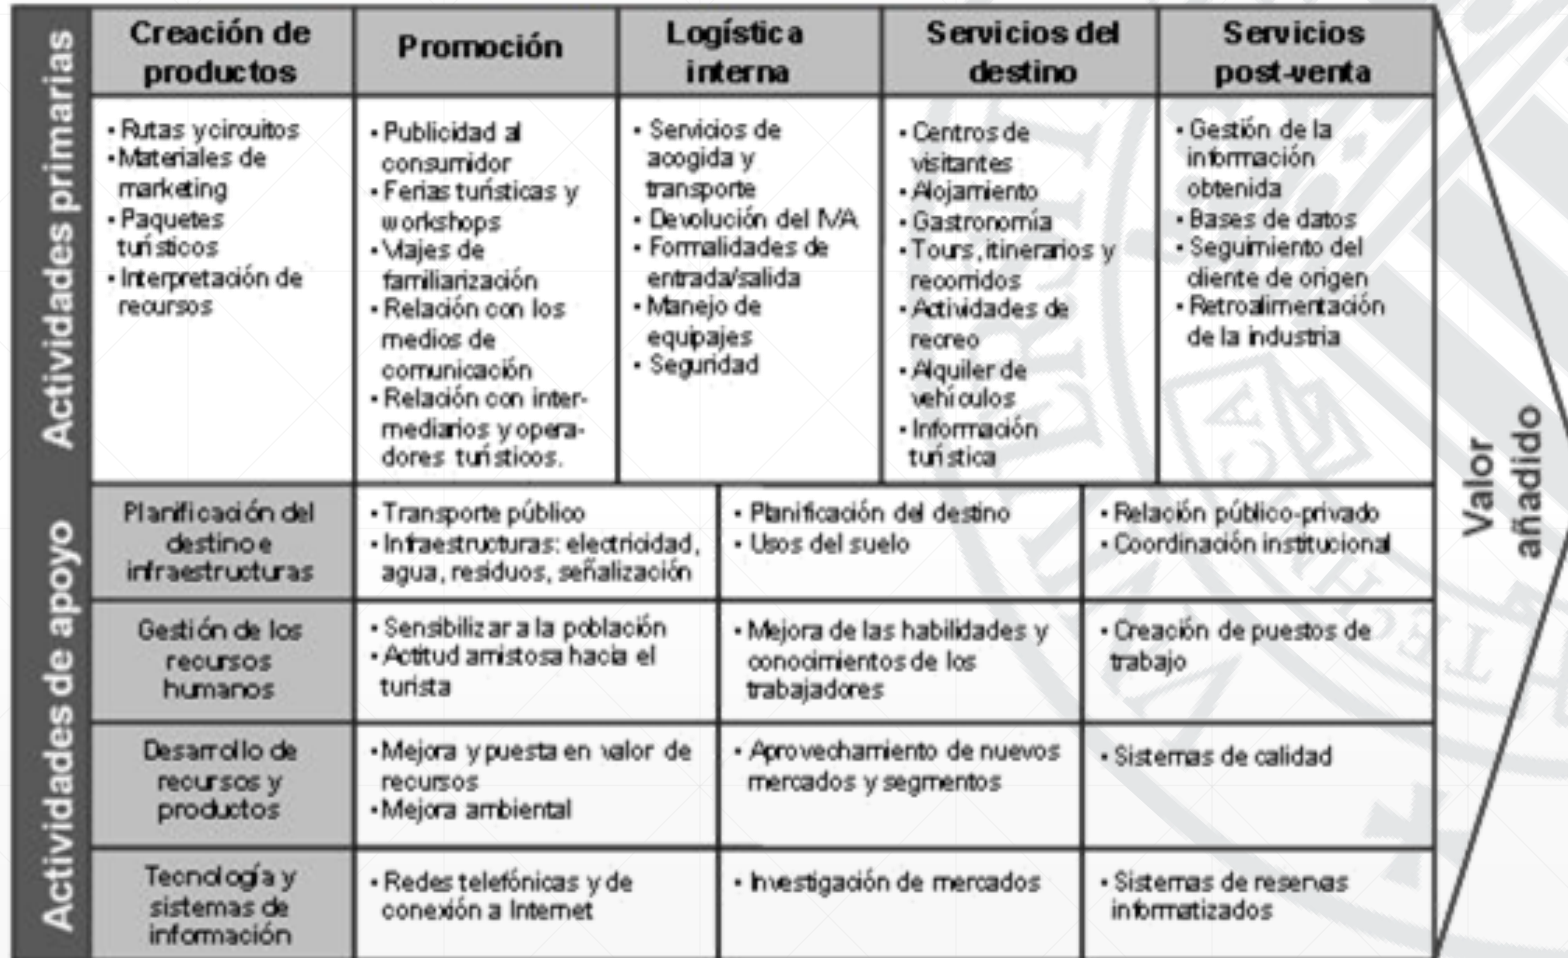 Actividades primarias
Creación de
productos
Promoción
Logística
interna
Servicios del
destino
Servicios
post-venta
• Rutas y circuitos
• Materiales de
marketing
• Paquetes
turísticos
• Interpretación de
recursos
• Publicidad al
consumidor
• Ferias turísticas y
workshops
• Viajes de
familiarización
• Relación con los
medios de
comunicación
• Relación con inter-
mediarios y opera-
dores turísticos.
• Servicios de
acogida y
transporte
• Devolución del IVA
• Formalidades de
entrada/salida
• Manejo de
equipajes
• Seguridad
• Centros de
visitantes
• Alojamiento
• Gastronomía
• Tours, itinerarios y
recorridos
• Actividades de
recreo
• Alquiler de
vehículos
• Información
turística
• Gestión de la
información
obtenida
• Bases de datos
• Seguimiento del
cliente de origen
• Retroalimentación
de la industria
Actividades de apoyo
Planificación del
destino e
infraestructuras
• Transporte público
• Infraestructuras: electricidad,
agua, residuos, señalización
• Planificación del destino
• Usos del suelo
• Relación público-privado
• Coordinación institucional
Gestión de los
recursos
humanos
• Sensibilizar a la población
• Actitud amistosa hacia el
turista
• Mejora de las habilidades y
conocimientos de los
trabajadores
• Creación de puestos de
trabajo
Desarrollo de
recursos y
productos
• Mejora y puesta en valor de
recursos
• Mejora ambiental
• Aprovechamiento de nuevos
mercados y segmentos
• Sistemas de calidad
Tecnología y
sistemas de
información
• Redes telefónicas y de
conexión a Internet
• Investigación de mercados
• Sistemas de reservas
informatizados
Valor
añadido